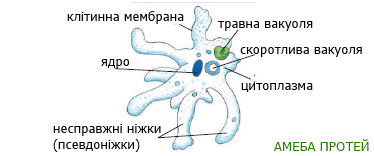 клітинна мембрана
травна вакуоля
скоротлива вакуоля
ядро
цитоплазма
несправжні ніжки
(псевдоніжки)
АМЕБА ПРОТЕЙ